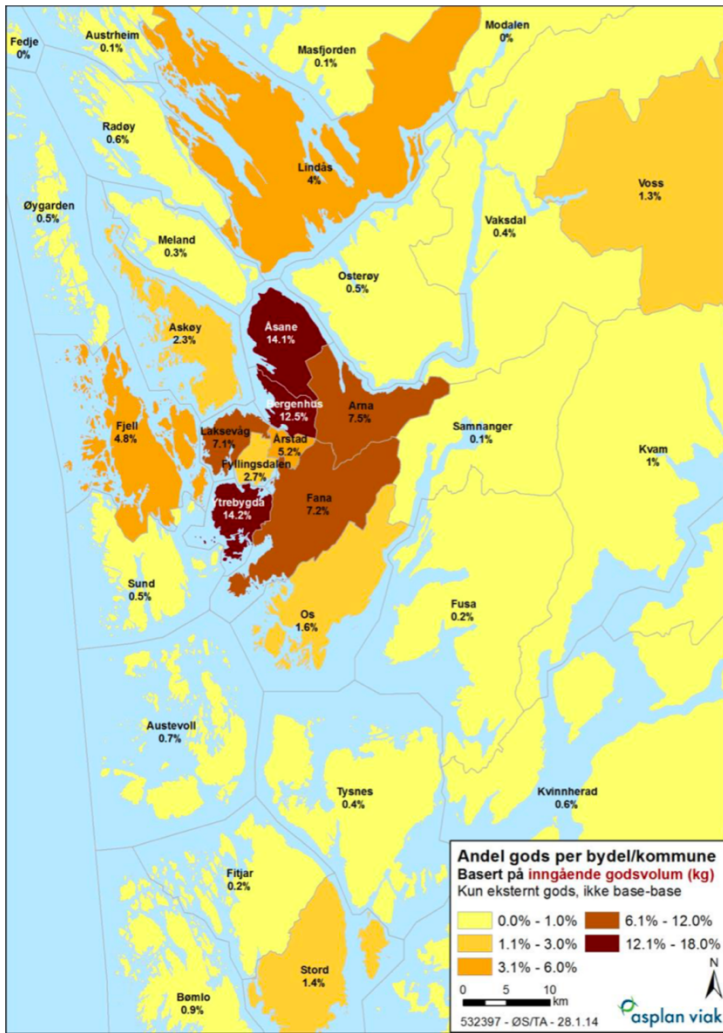 Modalen
0%
Fedje
0%
Austrheim
0.1%
Masfjorden
0.1%
Radøy
0.6%
Lindås
4%
Voss
1.3%
Øygarden
0.5%
Vaksdal
0.4%
Meland
0.3%
Osterøy
0.5%
Askøy
2.3%
Åsane
14.1%
Bergenhus
12.5%
Arna
7.5%
Fjell
4.8%
Laksevåg
7.1%
Årstad
5.2%
Samnanger
0.1%
Kvam
1%
Fyllingsdalen
2.7%
Ytrebygda
14.2%
Fana
7.2%
Sund
0.5%
Os
1.6%
Fusa
0.2%
Austevoll
0.7%
Tysnes
0.4%
Kvinnherad
0.6%
Fitjar
0.2%
Stord
1.4%
Bømlo
0.9%
Andel gods per bydel/kommune
Basert på inngående godsvolum (kg)
Kun eksternt gods, ikke base-base
0.0% - 1.0%
1.1% - 3.0%
3.1% - 6.0%
6.1% - 12.0%
12.1% - 18.0%
N
0 5 10
km
532397 - ØS/TA - 28.1.14
asplan viak